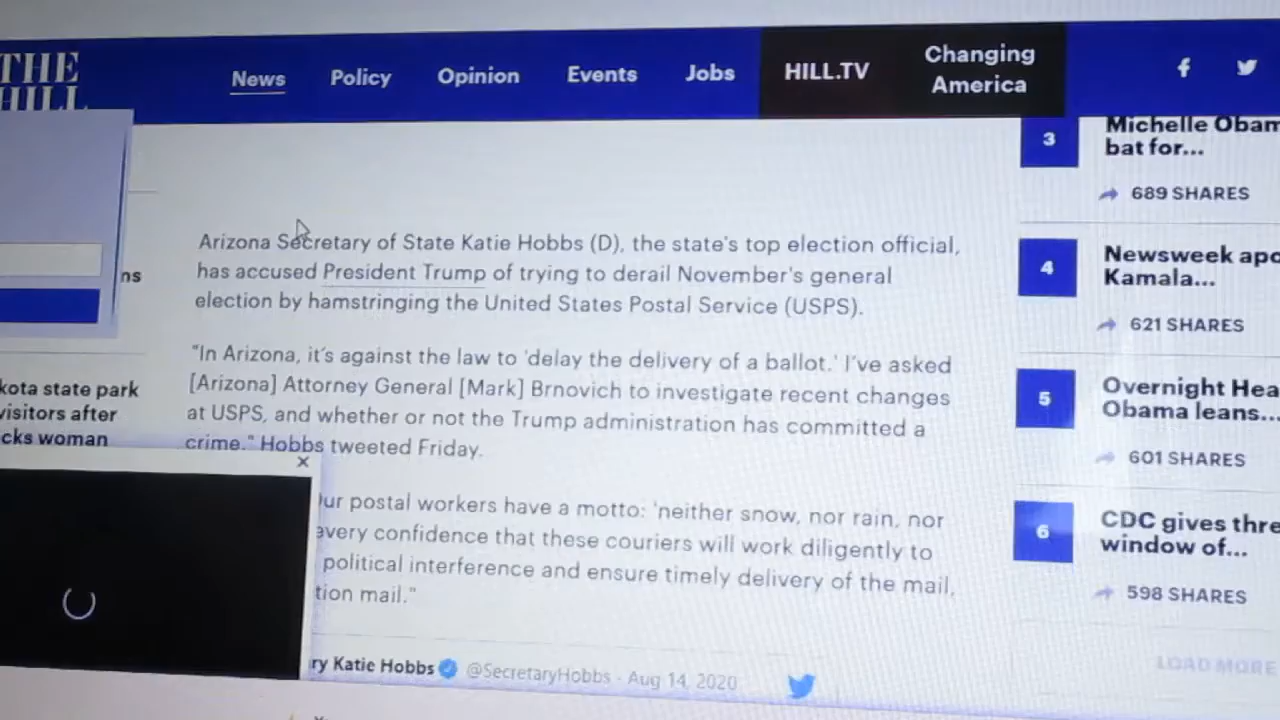 THE
HILL
News
Policy
Opinion
Events
Jobs
HILL.TV
Changing
America
ns
kota state park
visitors after
cks woman
Arizona Secretary of State Katie Hobbs (D), the state's top election official,
has accused President Trump of trying to derail November's general
election by hamstringing the United States Postal Service (USPS).
"In Arizona, it's against the law to 'delay the delivery of a ballot.' I've asked
[Arizona] Attorney General [Mark] Brnovich to investigate recent changes
at USPS, and whether or not the Trump administration has committed a
crime." Hobbs tweeted Friday.
ur postal workers have a motto: 'neither snow, nor rain, nor
every confidence that these couriers will work diligently to
political interference and ensure timely delivery of the mail,
tion mail."
ry Katie Hobbs @SecretaryHobbs · Aug 14, 2020
3
Michelle Obam
bat for...
689 SHARES
4
Newsweek apo
Kamala...
621 SHARES
5
Overnight Hea
Obama leans...
601 SHARES
6
CDC gives thre
window of...
598 SHARES
LOAD MORE